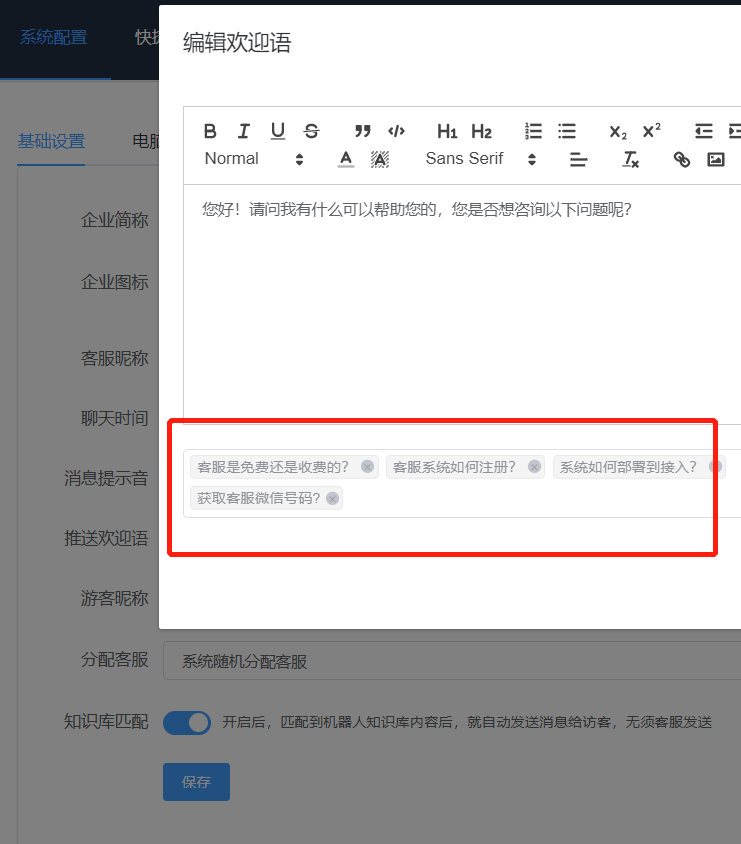 系统配置
编辑欢迎语
基础设置
B I U S H1 H2 X2 X2
Normal A A Sans Serif Tx
您好！请问我有什么可以帮助您的，您是否想咨询以下问题呢?
企业简称
企业图标
客服昵称
聊天时间
消息提示音
推送欢迎语
游客昵称
客服是免费还是收费的？
客服系统如何注册？
系统如何部署到接入？
获取客服微信号码?
分配客服
系统随机分配客服
知识库匹配
开启后，匹配到机器人知识库内容后，就自动发送消息给访客，无须客服发送
保存